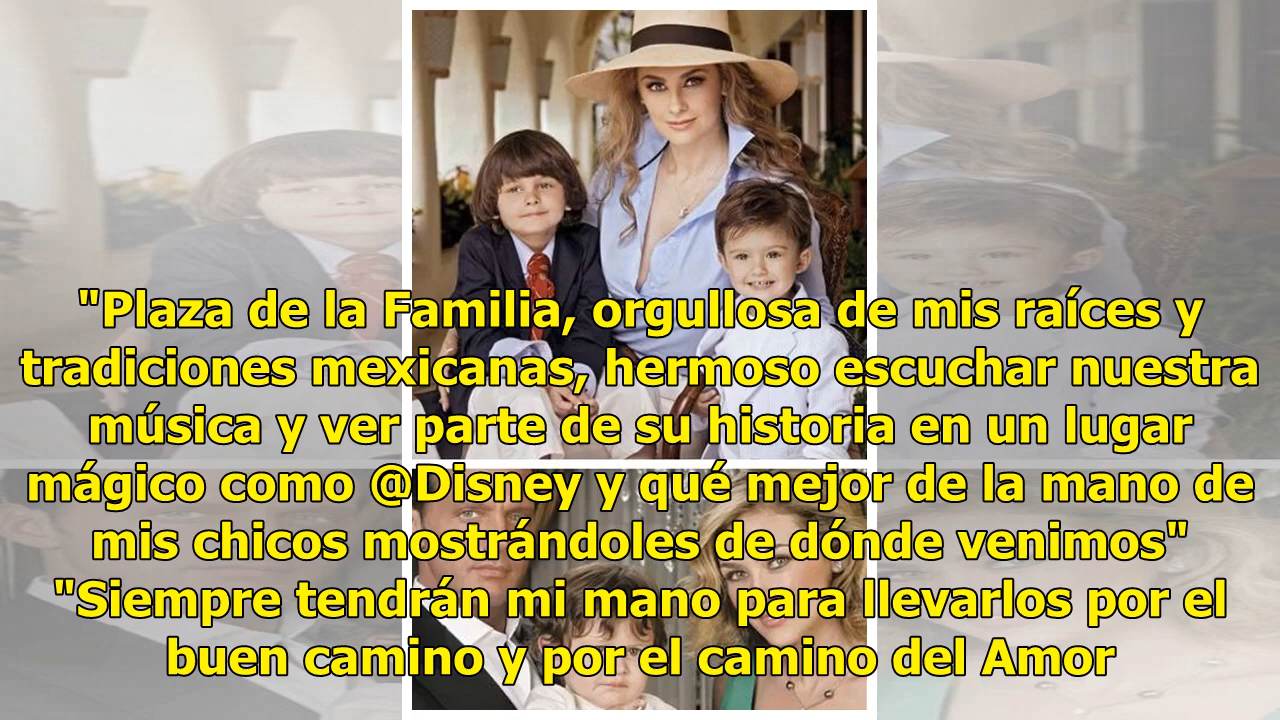 "Plaza de la Familia, orgullosa de mis raíces y
tradiciones mexicanas, hermoso escuchar nuestra
música y ver parte de su historia en un lugar
mágico como @Disney y qué mejor de la mano de
mis chicos mostrándoles de dónde venimos"
"Siempre tendrán mi mano para llevarlos por el
buen camino y por el camino del Amor